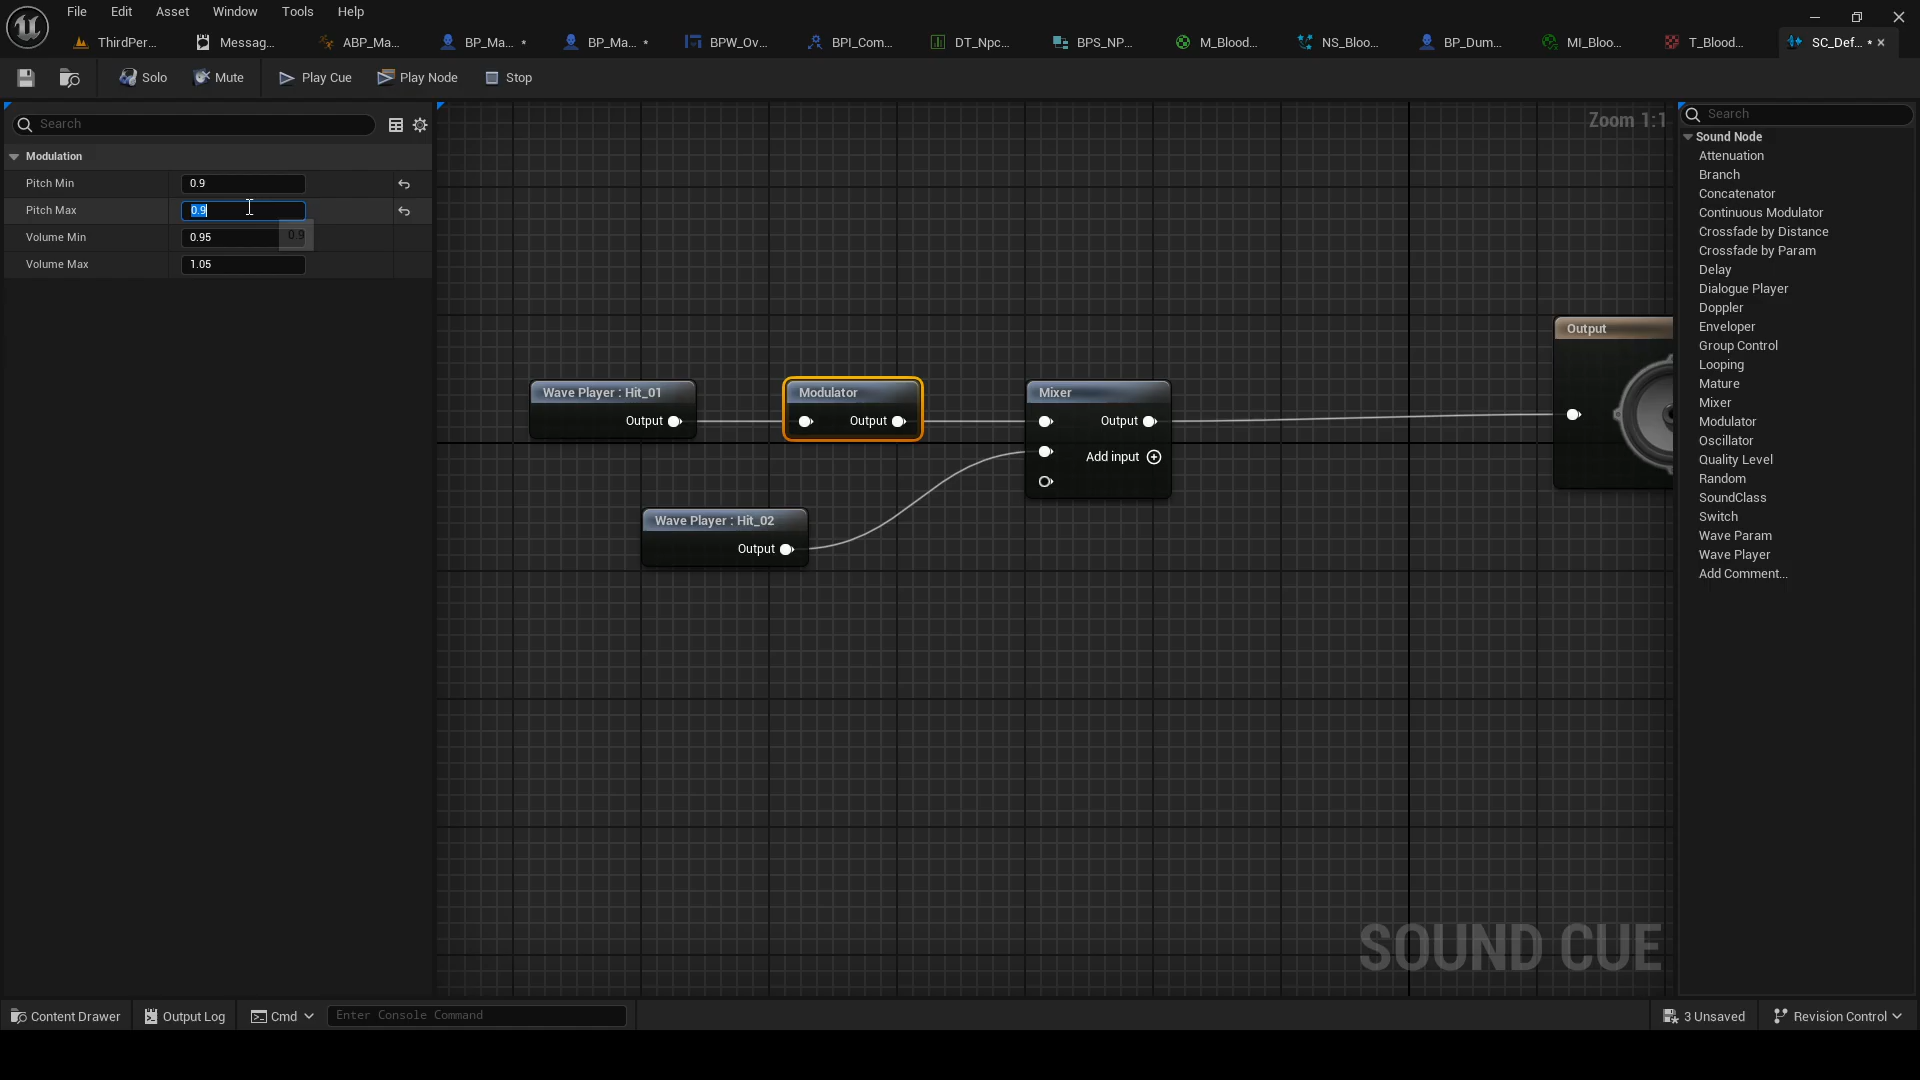 File Edit Asset Window Tools Help
ThirdPer... Messag... ABP_Ma... BP_Ma... * BP_Ma... * BPW_Ov... BPI_Com... DT_Npc... BPS_NP... M_Blood... NS_Bloo... BP_Dum... MI_Bloo... T_Blood... SC_Def... *
Solo Mute Play Cue Play Node Stop
Search
Modulation
Pitch Min 0.9
Pitch Max 0.9
0.9
Volume Min 0.95
Volume Max 1.05
Zoom 1:1
Wave Player : Hit_01
Output
Modulator
Output
Mixer
Output
Add input
Wave Player : Hit_02
Output
Output
SOUND CUE
Search
Sound Node
Attenuation
Branch
Concatenator
Continuous Modulator
Crossfade by Distance
Crossfade by Param
Delay
Dialogue Player
Doppler
Enveloper
Group Control
Looping
Mature
Mixer
Modulator
Oscillator
Quality Level
Random
SoundClass
Switch
Wave Param
Wave Player
Add Comment...
Content Drawer Output Log Cmd Enter Console Command 3 Unsaved Revision Control